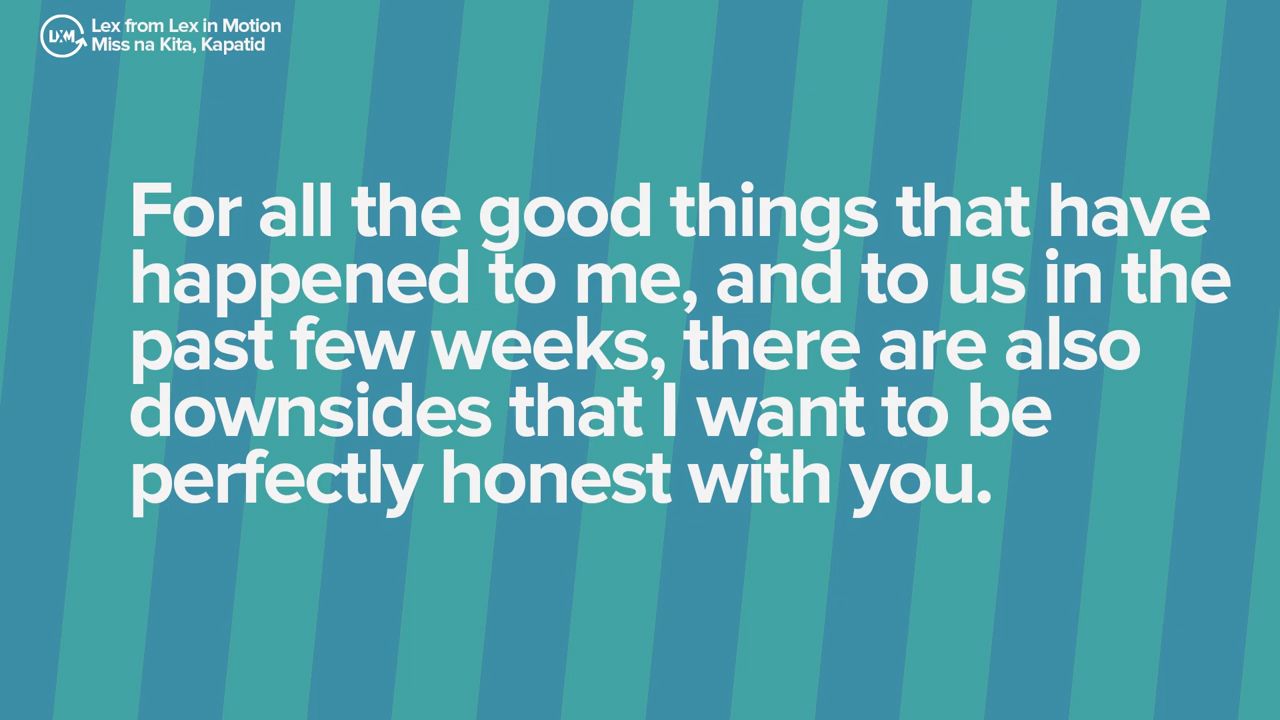 LXM
Lex from Lex in Motion
Miss na Kita, Kapatid
For all the good things that have
happened to me, and to us in the
past few weeks, there are also
downsides that I want to be
perfectly honest with you.